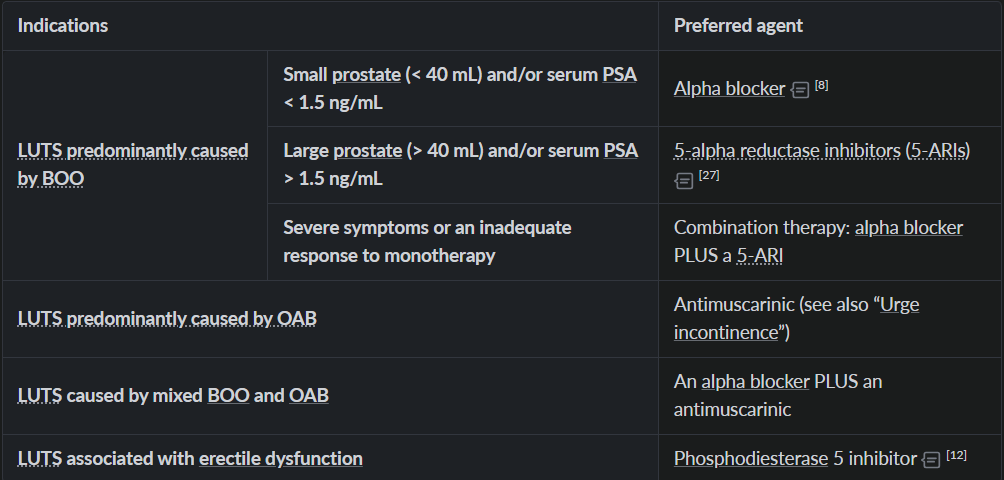 Indications
Preferred agent
LUTS predominantly caused
by BOO
Small prostate (< 40 mL) and/or serum PSA
< 1.5 ng/mL
Alpha blocker [8]
Large prostate (> 40 mL) and/or serum PSA
> 1.5 ng/mL
5-alpha reductase inhibitors (5-ARIs)
[27]
Severe symptoms or an inadequate
response to monotherapy
Combination therapy: alpha blocker
PLUS a 5-ARI
LUTS predominantly caused by OAB
Antimuscarinic (see also “Urge
incontinence”)
LUTS caused by mixed BOO and OAB
An alpha blocker PLUS an
antimuscarinic
LUTS associated with erectile dysfunction
Phosphodiesterase 5 inhibitor [12]